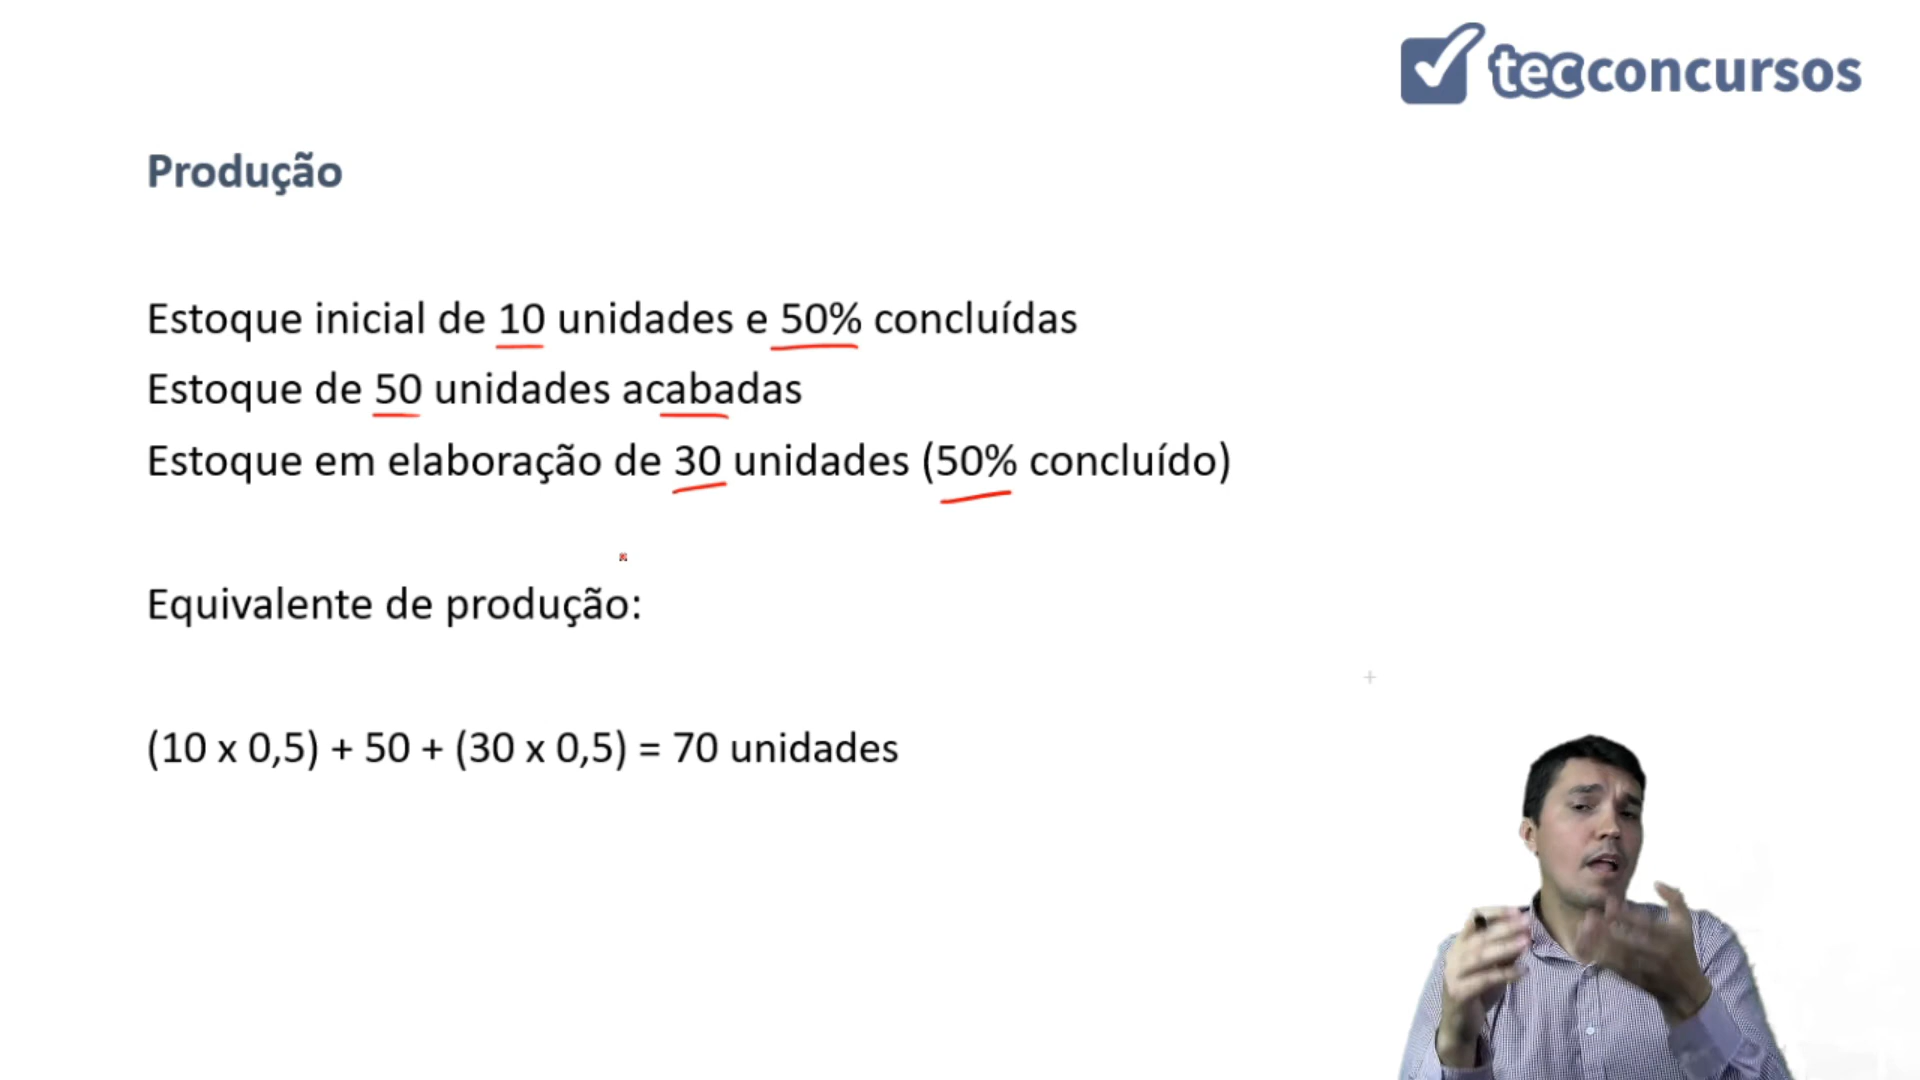 tecconcursos
Produção
Estoque inicial de 10 unidades e 50% concluídas
Estoque de 50 unidades acabadas
Estoque em elaboração de 30 unidades (50% concluído)
Equivalente de produção:
(10 x 0,5) + 50 + (30 x 0,5) = 70 unidades